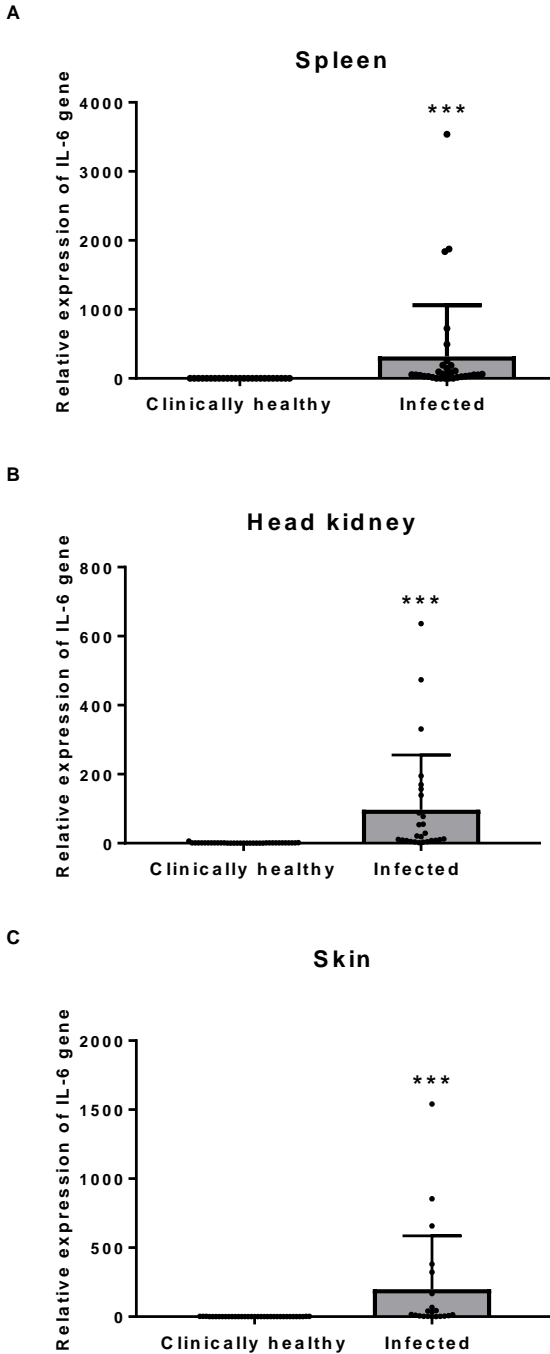 A
Spleen
Relative expression of IL-6 gene
4000
3000
2000
1000
0
***
Clinically healthy
Infected
B
Head kidney
Relative expression of IL-6 gene
800
600
400
200
0
***
Clinically healthy
Infected
C
Skin
Relative expression of IL-6 gene
2000
1500
1000
500
0
***
Clinically healthy
Infected